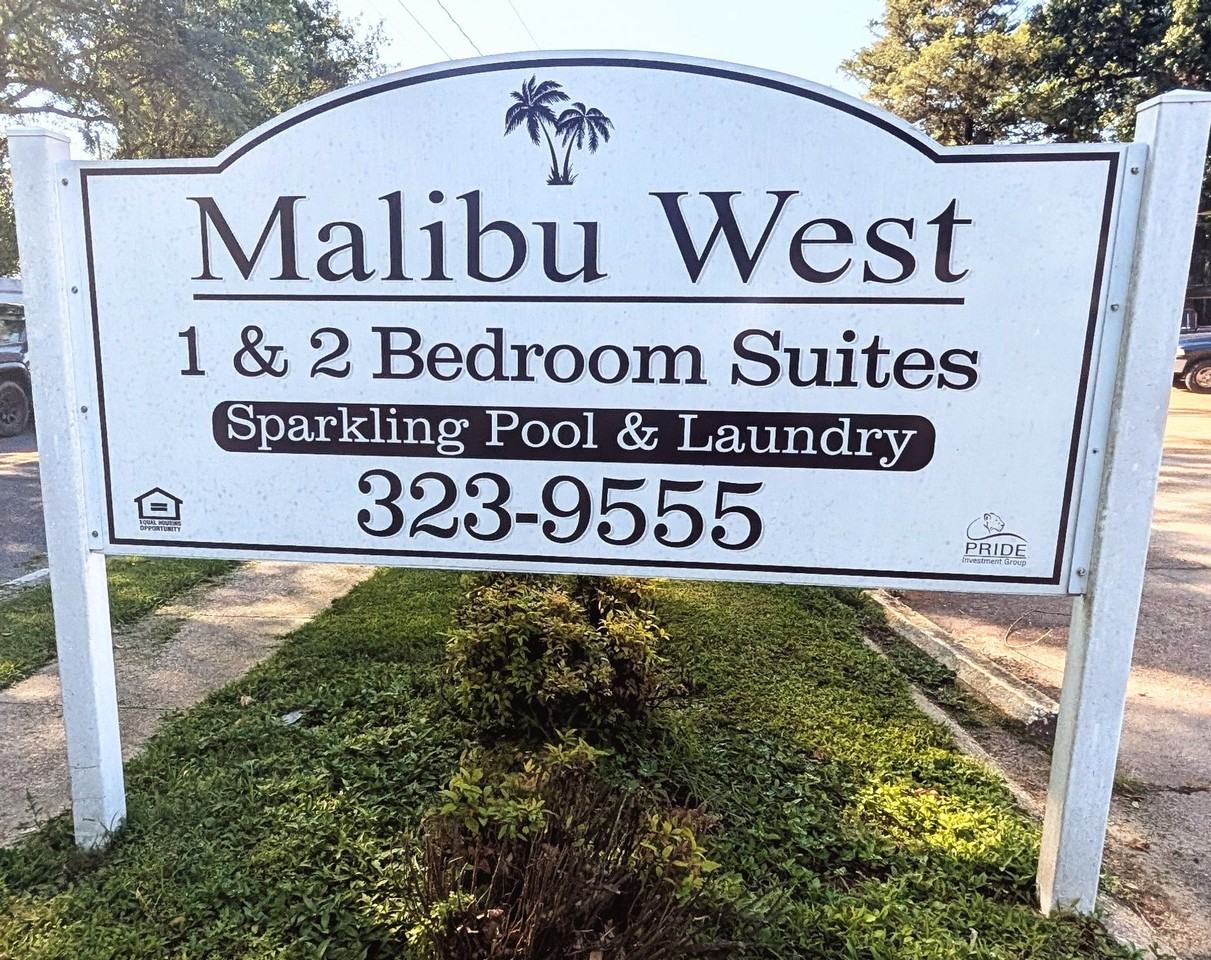 Malibu West
1 & 2 Bedroom Suites
Sparkling Pool & Laundry
323-9555
EQUAL HOUSING
OPPORTUNITY
PRIDE
Investment Group